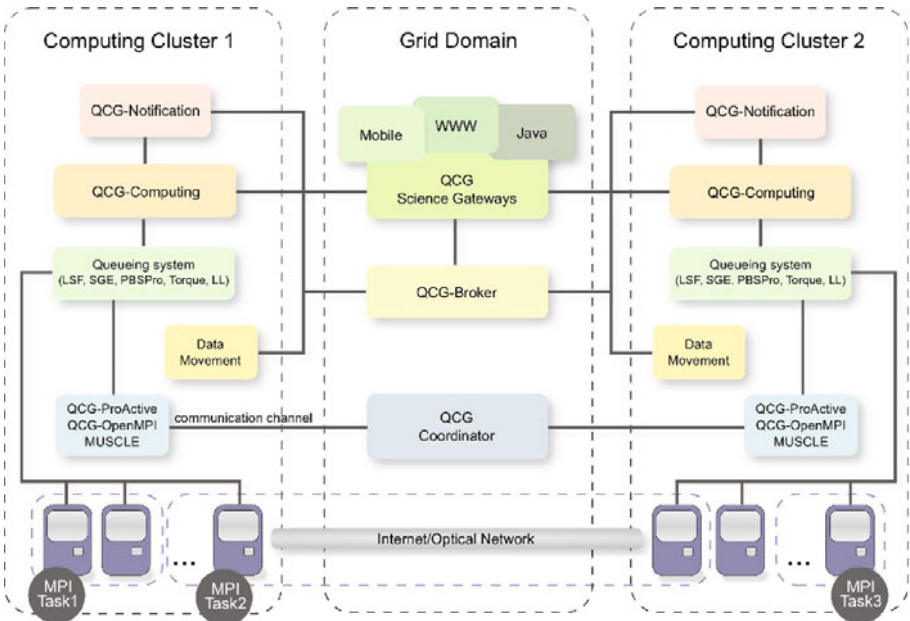 Computing Cluster 1
Grid Domain
Computing Cluster 2
QCG-Notification
QCG-Computing
Queueing system
(LSF, SGE, PBSPro, Torque, LL)
Data
Movement
QCG-ProActive
QCG-OpenMPI
MUSCLE
communication channel
Mobile
WWW
Java
QCG
Science Gateways
QCG-Broker
QCG
Coordinator
QCG-Notification
QCG-Computing
Queueing system
(LSF, SGE. PBSPro, Torque, LL)
Data
Movement
QCG-ProActive
QCG-OpenMPI
MUSCLE
Internet/Optical Network
...
...
MPI
Task1
MPI
Task2
MPI
Task3